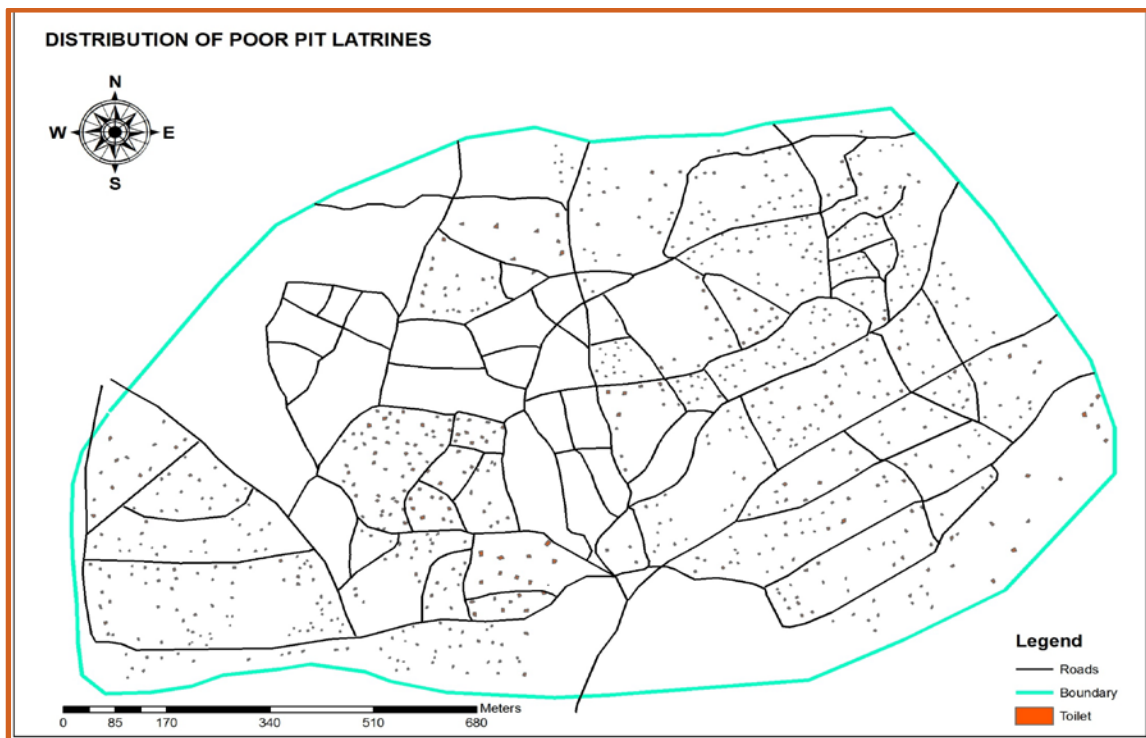 DISTRIBUTION OF POOR PIT LATRINES
N
W E
S
Legend
Roads
Boundary
Toilet
Meters
0 85 170 340 510 680